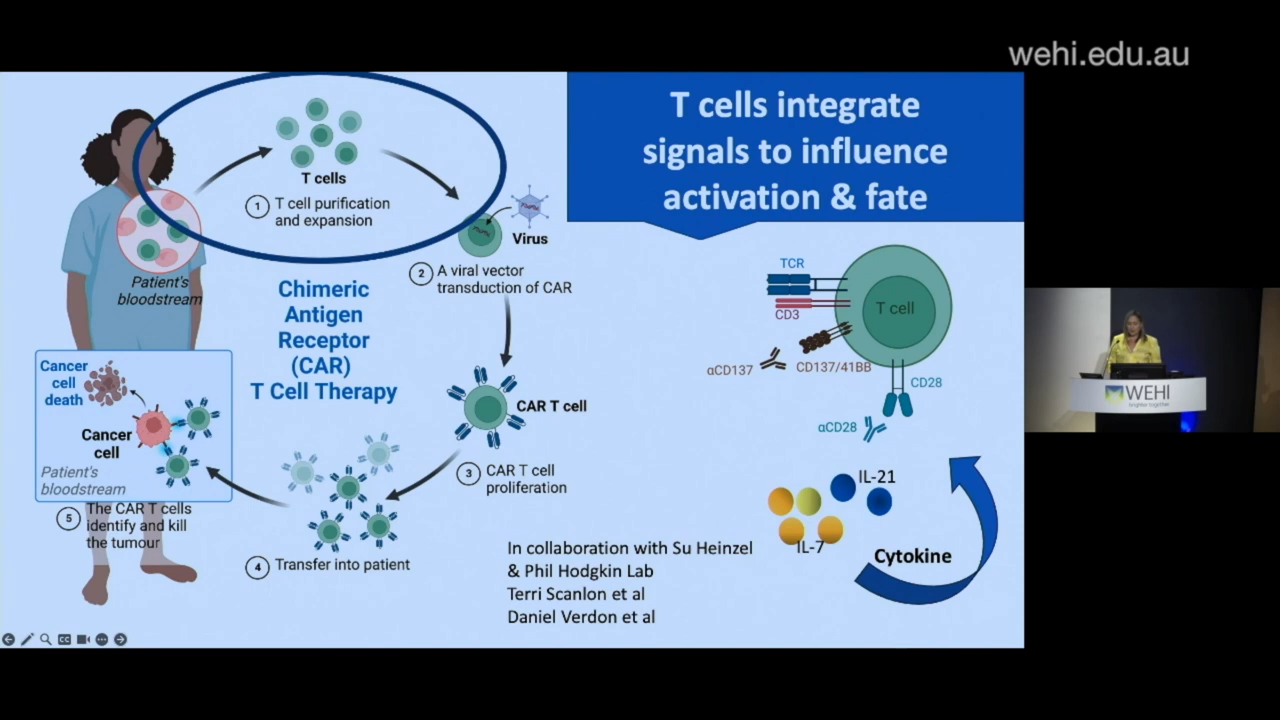 wehi.edu.au
T cells integrate
signals to influence
activation & fate
T cells
1 T cell purification
and expansion
Virus
2 A viral vector
transduction of CAR
Patient's
bloodstream
Chimeric
Antigen
Receptor
(CAR)
T Cell Therapy
CAR T cell
3 CAR T cell
proliferation
Cancer
cell
death
Cancer
cell
Patient's
bloodstream
5 The CAR T cells
identify and kill
the tumour
4 Transfer into patient
TCR
CD3
T cell
αCD137
CD137/41BB
CD28
αCD28
IL-21
IL-7
Cytokine
In collaboration with Su Heinzel
& Phil Hodgkin Lab
Terri Scanlon et al
Daniel Verdon et al
CC
WEHI
brighter together